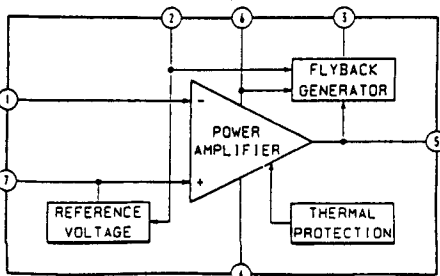 2 6 3
FLYBACK
GENERATOR
1
-
POWER
AMPLIFIER
5
7
+
REFERENCE
VOLTAGE
THERMAL
PROTECTION
4